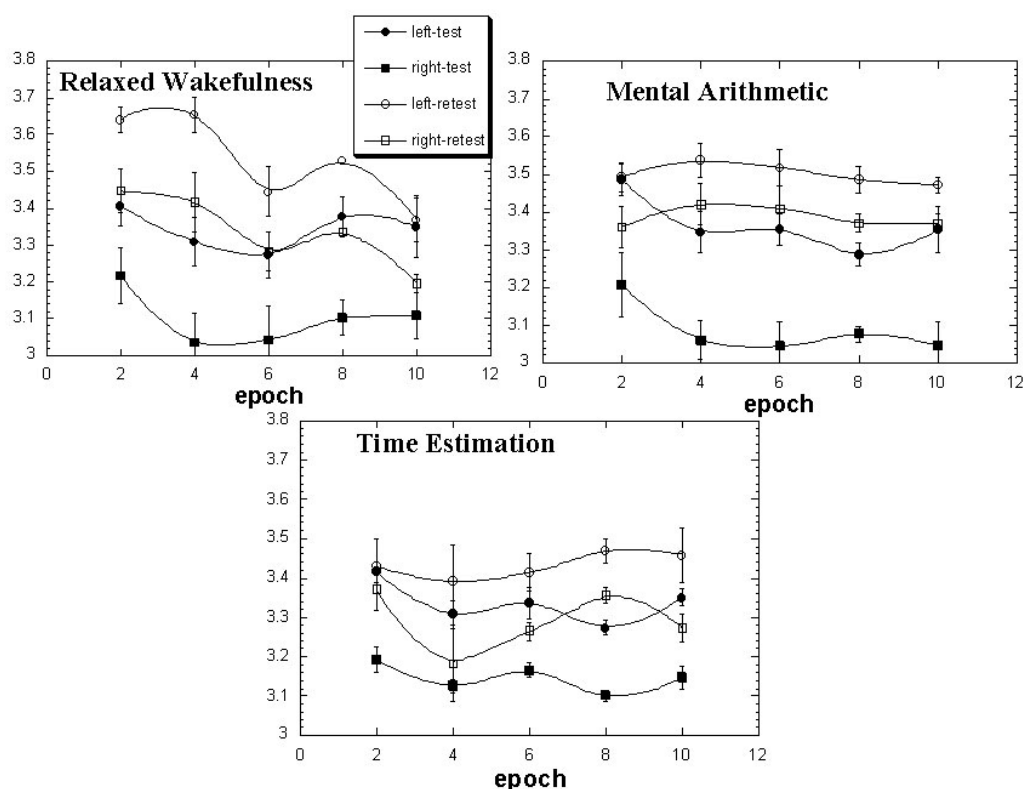 left-test
right-test
left-retest
right-retest
Relaxed Wakefulness
3.8
3.7
3.6
3.5
3.4
3.3
3.2
3.1
3
0 2 4 6 8 10 12
epoch
Mental Arithmetic
3.8
3.7
3.6
3.5
3.4
3.3
3.2
3.1
3
0 2 4 6 8 10 12
epoch
Time Estimation
3.8
3.7
3.6
3.5
3.4
3.3
3.2
3.1
3
0 2 4 6 8 10 12
epoch